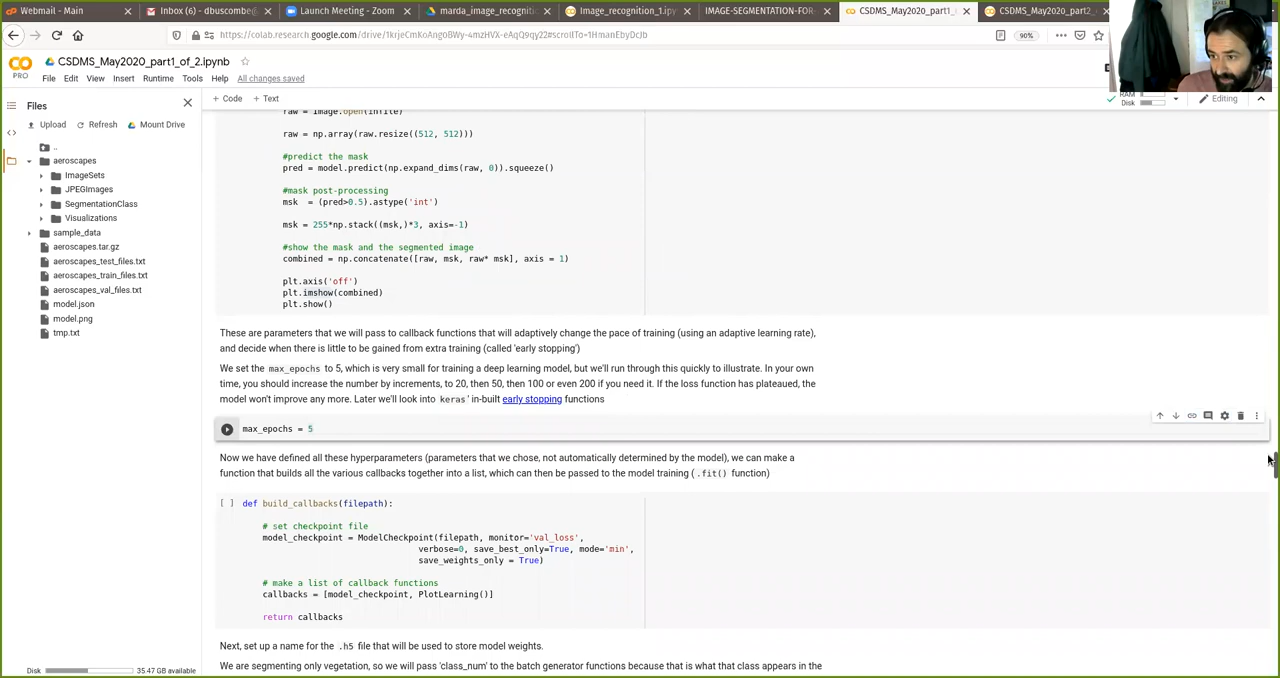 Webmail - Main
Inbox (6) - dbuscombe@
Launch Meeting - Zoom
marda_image_recogniti
Image_recognition_1.ipy
IMAGE-SEGMENTATION-FOR
CSDMS_May2020_part1_
CSDMS_May2020_part2_
https://colab.research.google.com/drive/1krjeCmKoAng0BWy-4mzHVX-eAqQ9qy22#scrollTo=1HmanEbyDcJb
90%
CSDMS_May2020_part1_of_2.ipynb
PRO
File Edit View Insert Runtime Tools Help All changes saved
RAM
Disk
Editing
Files
+ Code + Text
Upload Refresh Mount Drive
..
aeroscapes
ImageSets
JPEGImages
SegmentationClass
Visualizations
sample_data
aeroscapes.tar.gz
aeroscapes_test_files.txt
aeroscapes_train_files.txt
aeroscapes_val_files.txt
model.json
model.png
tmp.txt
Disk 35.47 GB available
raw = Image.open(infile)
raw = np.array(raw.resize((512, 512)))
#predict the mask
pred = model.predict(np.expand_dims(raw, 0)).squeeze()
#mask post-processing
msk = (pred>0.5).astype('int')
msk = 255*np.stack((msk,)*3, axis=-1)
#show the mask and the segmented image
combined = np.concatenate([raw, msk, raw* msk], axis = 1)
plt.axis('off')
plt.imshow(combined)
plt.show()
These are parameters that we will pass to callback functions that will adaptively change the pace of training (using an adaptive learning rate),
and decide when there is little to be gained from extra training (called 'early stopping')
We set the max_epochs to 5, which is very small for training a deep learning model, but we'll run through this quickly to illustrate. In your own
time, you should increase the number by increments, to 20, then 50, then 100 or even 200 if you need it. If the loss function has plateaued, the
model won't improve any more. Later we'll look into keras' in-built early stopping functions
max_epochs = 5
Now we have defined all these hyperparameters (parameters that we chose, not automatically determined by the model), we can make a
function that builds all the various callbacks together into a list, which can then be passed to the model training (.fit() function)
[ ] def build_callbacks(filepath):
# set checkpoint file
model_checkpoint = ModelCheckpoint(filepath, monitor='val_loss',
verbose=0, save_best_only=True, mode='min',
save_weights_only = True)
# make a list of callback functions
callbacks = [model_checkpoint, PlotLearning()]
return callbacks
Next, set up a name for the .h5 file that will be used to store model weights.
We are segmenting only vegetation, so we will pass 'class_num' to the batch generator functions because that is what that class appears in the